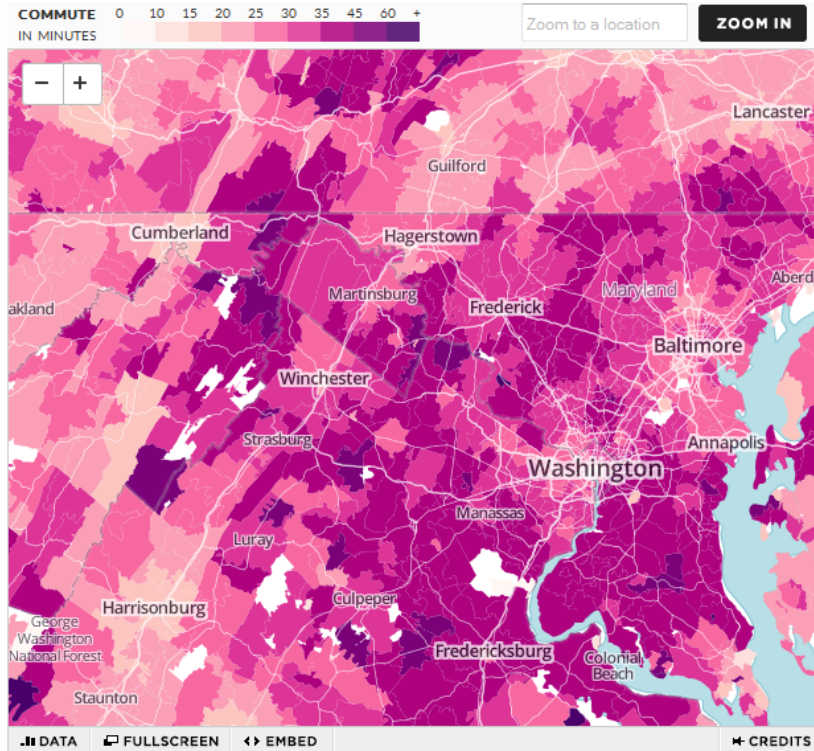 COMMUTE 0 10 15 20 25 30 35 45 60 +
IN MINUTES
Zoom to a location
ZOOM IN
− +
Lancaster
Guilford
Cumberland
Hagerstown
Aberd
Martinsburg
Maryland
akland
Frederick
Baltimore
Winchester
Strasburg
Annapolis
Washington
Manassas
Luray
Culpeper
Harrisonburg
George
Washington
National Forest
Fredericksburg
Colonial
Beach
Staunton
DATA FULLSCREEN EMBED CREDITS